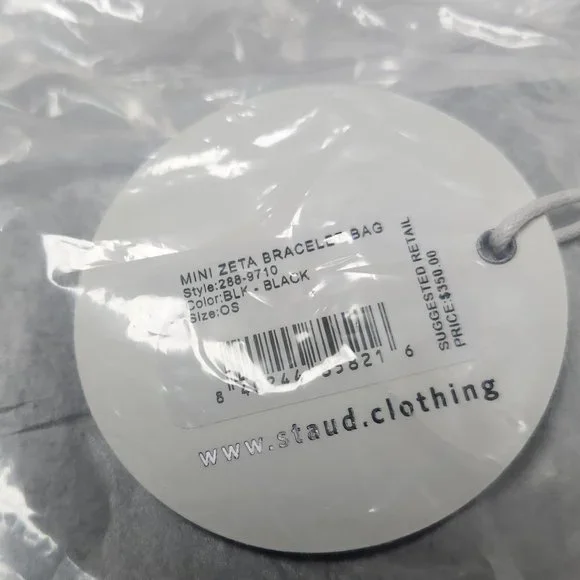 MINI ZETA BRACELET BAG
Style:288-9710
Color:BLK - BLACK
Size:OS
SUGGESTED RETAIL
PRICE:$350.00
www.staud.clothing